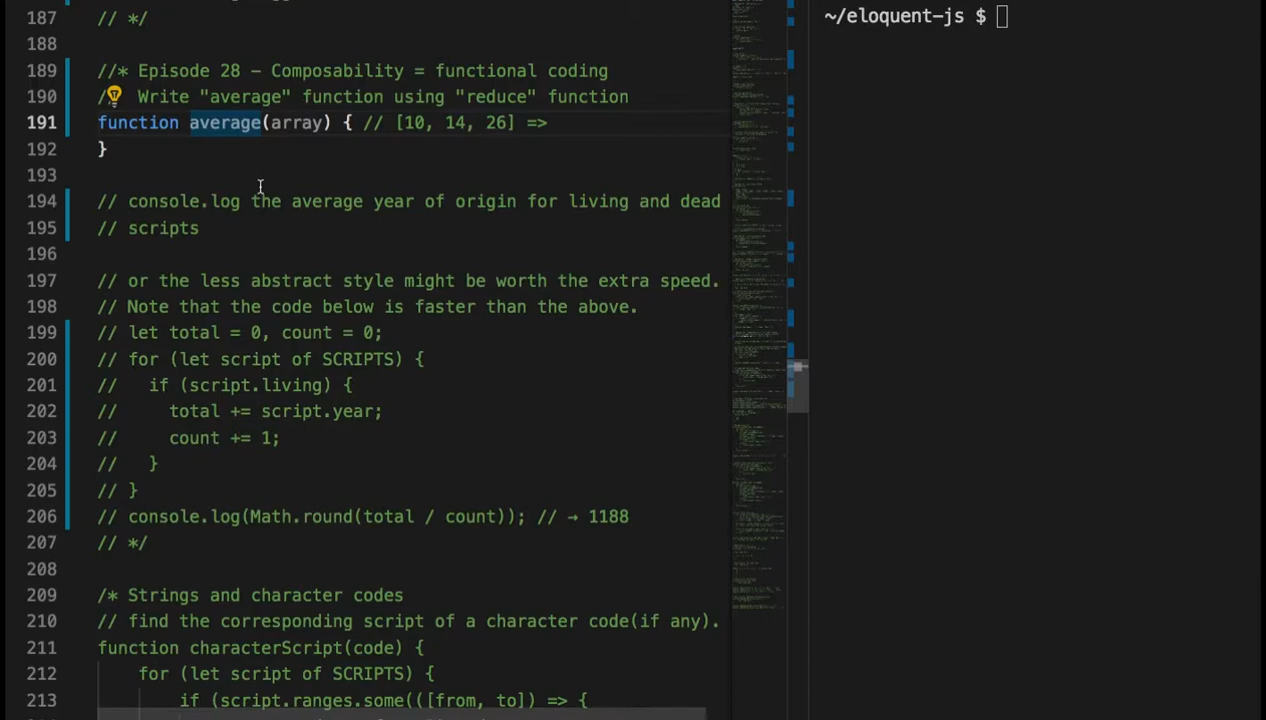 187 // */
188
189 //* Episode 28 - Composability = functional coding
190 / Write "average" function using "reduce" function
191 function average(array) { // [10, 14, 26] =>
192 }
193
194 // console.log the average year of origin for living and dead
195 // scripts
196
197 // or the less abstract style might be worth the extra speed.
198 // Note that the code below is faster than the above.
199 // let total = 0, count = 0;
200 // for (let script of SCRIPTS) {
201 //   if (script.living) {
202 //     total += script.year;
203 //     count += 1;
204 //   }
205 // }
206 // console.log(Math.round(total / count)); // → 1188
207 // */
208
209 /* Strings and character codes
210 // find the corresponding script of a character code(if any).
211 function characterScript(code) {
212     for (let script of SCRIPTS) {
213         if (script.ranges.some(([from, to]) => {
~/eloquent-js $